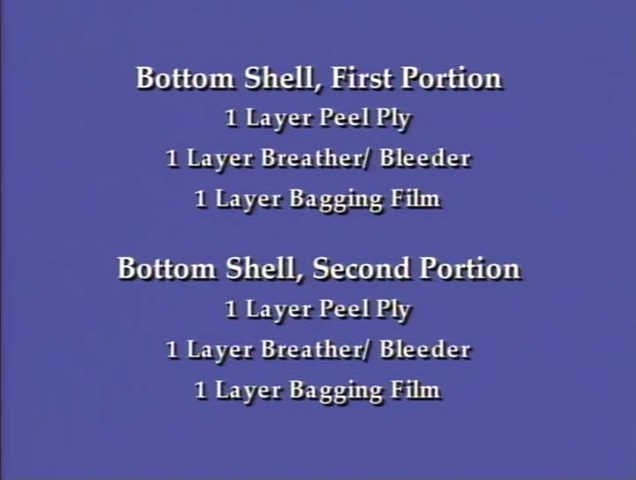 Bottom Shell, First Portion
1 Layer Peel Ply
1 Layer Breather/ Bleeder
1 Layer Bagging Film
Bottom Shell, Second Portion
1 Layer Peel Ply
1 Layer Breather/ Bleeder
1 Layer Bagging Film